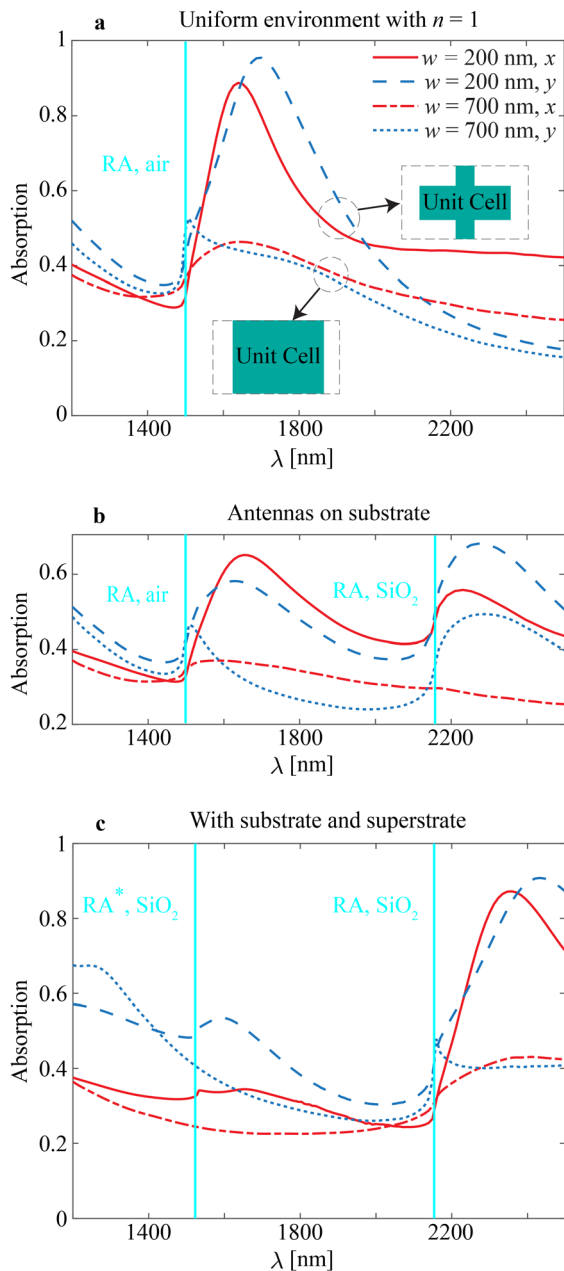 a Uniform environment with n = 1
1
w = 200 nm, x
w = 200 nm, y
w = 700 nm, x
w = 700 nm, y
0.8
RA, air
0.6
Unit Cell
Absorption
0.4
Unit Cell
0.2
0
1400 1800 2200
λ [nm]
b Antennas on substrate
0.6
RA, air RA, SiO₂
Absorption
0.4
0.2
1400 1800 2200
λ [nm]
c With substrate and superstrate
1
0.8
RA*, SiO₂ RA, SiO₂
0.6
Absorption
0.4
0.2
0
1400 1800 2200
λ [nm]